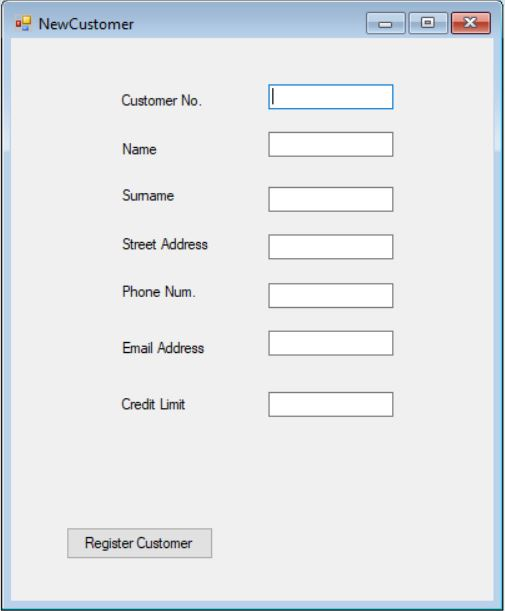 NewCustomer
Customer No.
Name
Surname
Street Address
Phone Num.
Email Address
Credit Limit
Register Customer